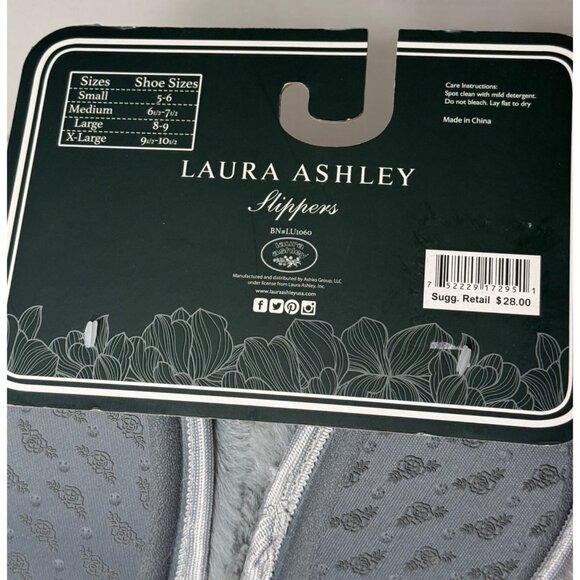 Sizes Shoe Sizes
Small 5-6
Medium 6 1/2-7 1/2
Large 8-9
X-Large 9 1/2-10 1/2
Care Instructions:
Spot clean with mild detergent.
Do not bleach. Lay flat to dry
Made in China
LAURA ASHLEY
Slippers
BN#LU1060
laura
ashley
Manufactured and distributed by Ashko Group, LLC
under license from Laura Ashley, Inc.
www.lauraashleyusa.com
7 52229 17295 1
Sugg. Retail $28.00